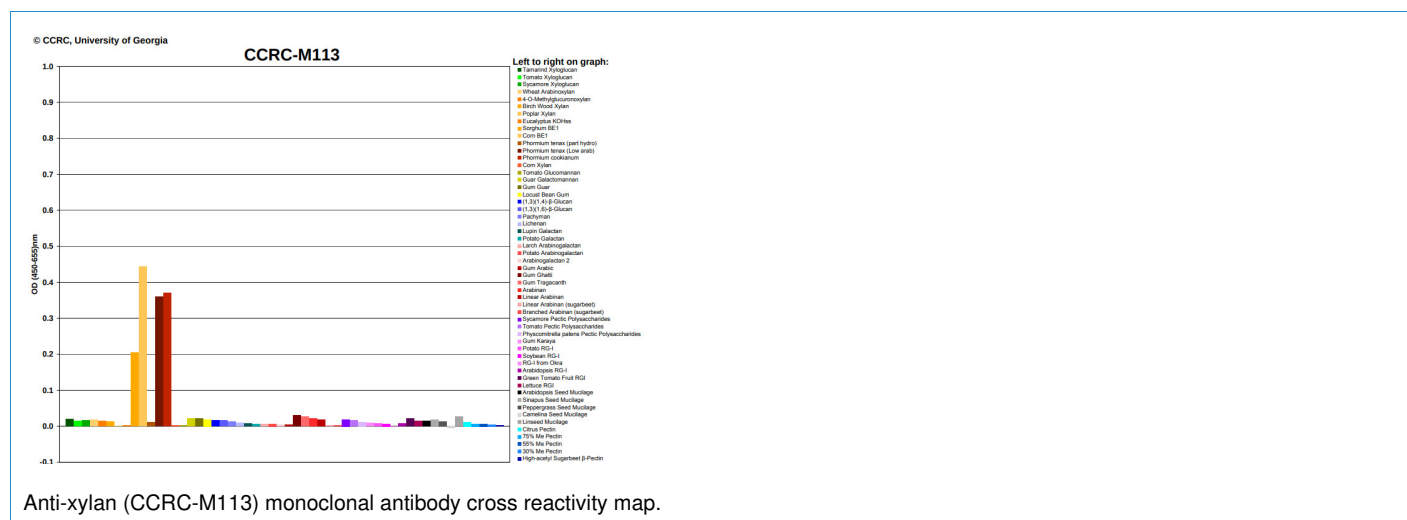 © CCRC, University of Georgia
CCRC-M113
OD (450-655)nm
1.0
0.9
0.8
0.7
0.6
0.5
0.4
0.3
0.2
0.1
0.0
-0.1
Left to right on graph:
Tamarind Xyloglucan
Tomato Xyloglucan
Sycamore Xyloglucan
Wheat Arabinoxylan
4-O-Methylglucuronoxylan
Birch Wood Xylan
Poplar Xylan
Eucalyptus KOHss
Sorghum BE1
Corn BE1
Phormium tenax (part hydro)
Phormium tenax (Low arab)
Phormium cookianum
Corn Xylan
Tomato Glucomannan
Guar Galactomannan
Gum Guar
Locust Bean Gum
(1,3)(1,4)-β-Glucan
(1,3)(1,6)-β-Glucan
Pachyman
Lichenan
Lupin Galactan
Potato Galactan
Larch Arabinogalactan
Potato Arabinogalactan
Arabinogalactan 2
Gum Arabic
Gum Ghatti
Gum Tragacanth
Arabinan
Linear Arabinan
Linear Arabinan (sugarbeet)
Branched Arabinan (sugarbeet)
Sycamore Pectic Polysaccharides
Tomato Pectic Polysaccharides
Physcomitrella patens Pectic Polysaccharides
Gum Karaya
Potato RG-I
Soybean RG-I
RG-I from Okra
Arabidopsis RG-I
Green Tomato Fruit RGI
Lettuce RGI
Arabidopsis Seed Mucilage
Sinapus Seed Mucilage
Peppergrass Seed Mucilage
Camelina Seed Mucilage
Linseed Mucilage
Citrus Pectin
75% Me Pectin
55% Me Pectin
30% Me Pectin
High-acetyl Sugarbeet β-Pectin
Anti-xylan (CCRC-M113) monoclonal antibody cross reactivity map.